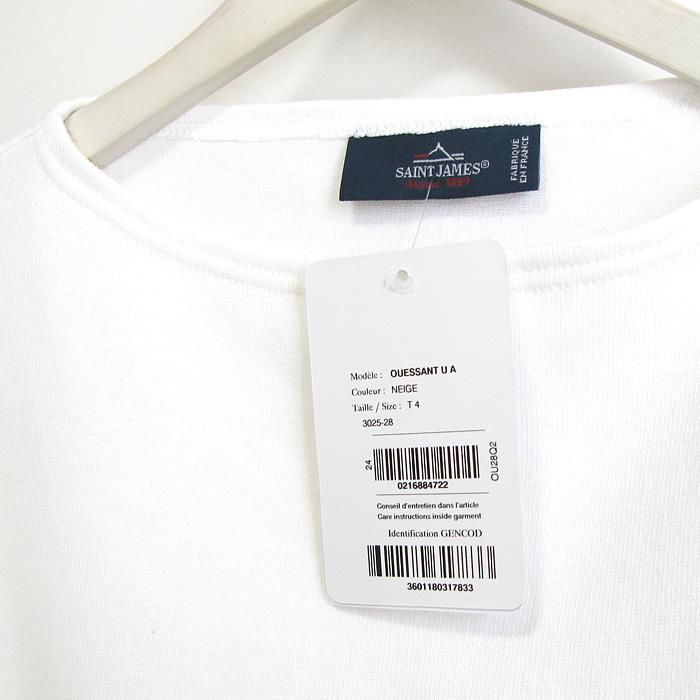 SAINT JAMES®
depuis 1889
FABRIQUÉ
EN FRANCE
Modèle : OUESSANT U A
Couleur : NEIGE
Taille / Size : T 4
3025-28
24
0216884722
OU28Q2
Conseil d'entretien dans l'article
Care instructions inside garment
Identification GENCOD
3601180317833